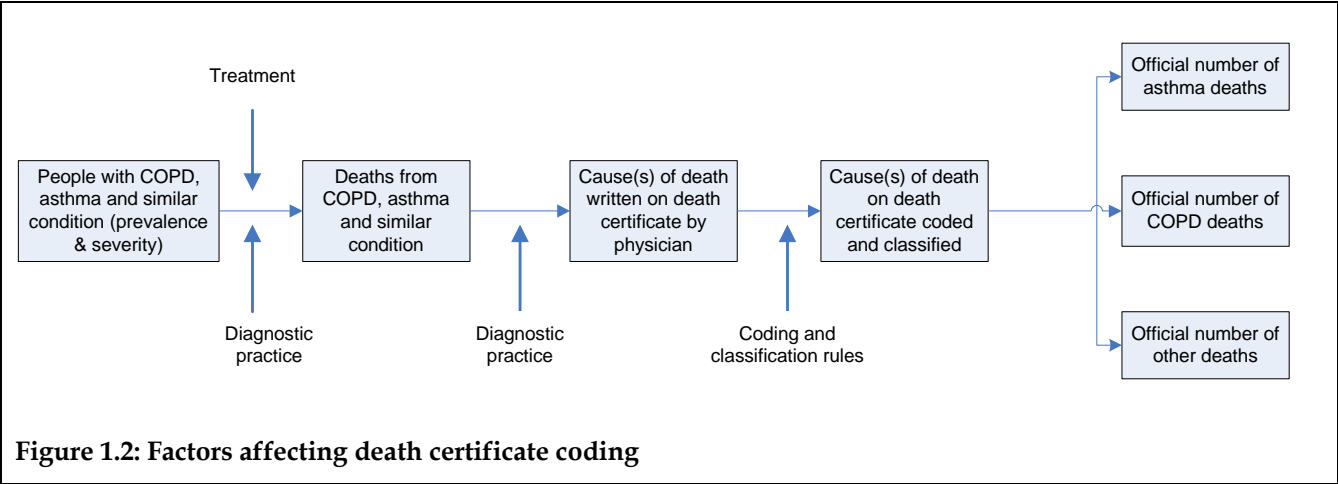 Treatment
People with COPD,
asthma and similar
condition (prevalence
& severity)
Deaths from
COPD, asthma
and similar
condition
Cause(s) of death
written on death
certificate by
physician
Cause(s) of death
on death
certificate coded
and classified
Official number of
asthma deaths
Official number of
COPD deaths
Official number of
other deaths
Diagnostic
practice
Diagnostic
practice
Coding and
classification rules
Figure 1.2: Factors affecting death certificate coding